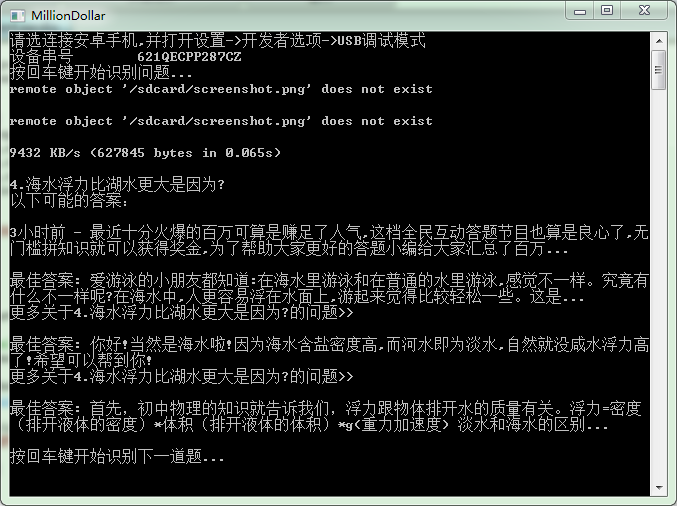 MillionDollar
请选连接安卓手机,并打开设置->开发者选项->USB调试模式
设备串号 621QECPP287CZ
按回车键开始识别问题...
remote object '/sdcard/screenshot.png' does not exist
remote object '/sdcard/screenshot.png' does not exist
9432 KB/s (627845 bytes in 0.065s)
4.海水浮力比湖水更大是因为?
以下可能的答案:
3小时前 - 最近十分火爆的百万可算是赚足了人气,这档全民互动答题节目也算是良心了,无
门槛拼知识就可以获得奖金,为了帮助大家更好的答题小编给大家汇总了百万...
最佳答案: 爱游泳的小朋友都知道:在海水里游泳和在普通的水里游泳,感觉不一样。究竟有
什么不一样呢?在海水中,人更容易浮在水面上,游起来觉得比较轻松一些。这是...
更多关于4.海水浮力比湖水更大是因为?的问题>>
最佳答案: 你好!当然是海水啦!因为海水含盐密度高,而河水即为淡水,自然就没咸水浮力高
了!希望可以帮到你!
更多关于4.海水浮力比湖水更大是因为?的问题>>
最佳答案: 首先，初中物理的知识就告诉我们，浮力跟物体排开水的质量有关。浮力=密度
（排开液体的密度）*体积（排开液体的体积）*g(重力加速度) 淡水和海水的区别...
按回车键开始识别下一道题...